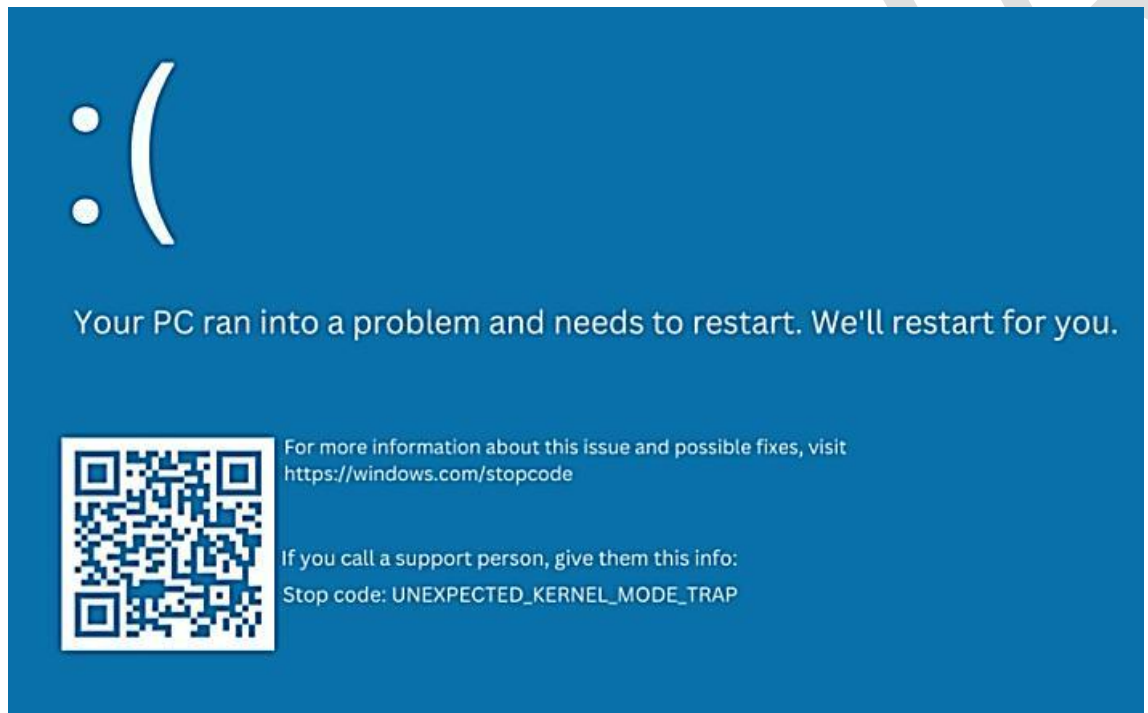 :(
Your PC ran into a problem and needs to restart. We'll restart for you.
For more information about this issue and possible fixes, visit
https://windows.com/stopcode
If you call a support person, give them this info:
Stop code: UNEXPECTED_KERNEL_MODE_TRAP